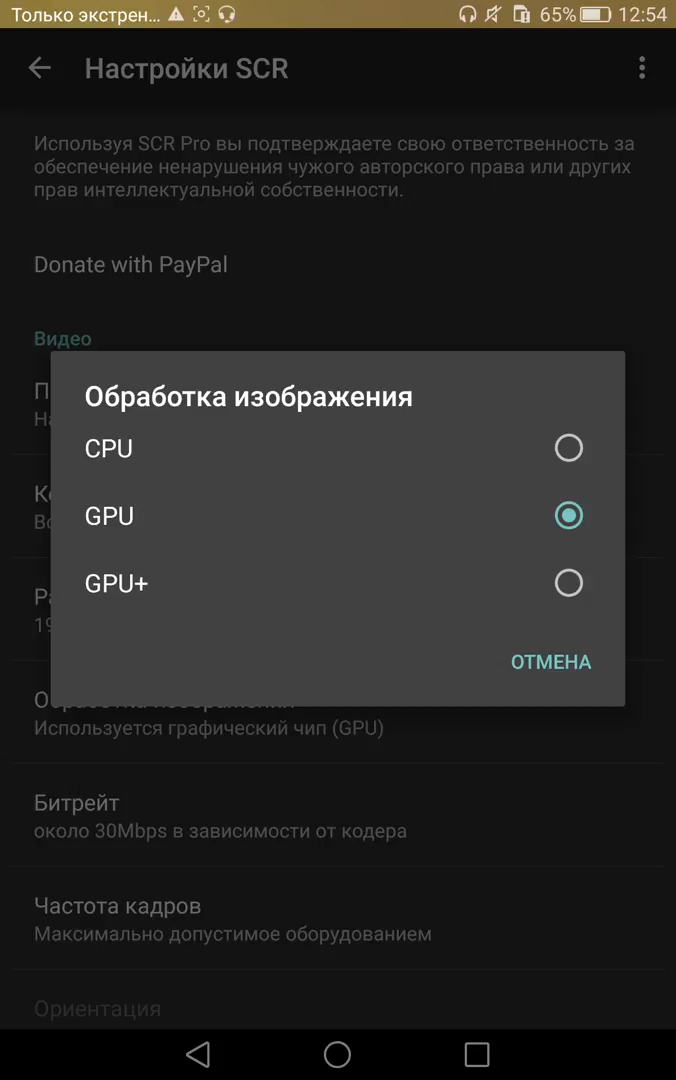 Только экстрен...
65% 12:54
Настройки SCR
Используя SCR Pro вы подтверждаете свою ответственность за
обеспечение ненарушения чужого авторского права или других
прав интеллектуальной собственности.
Donate with PayPal
Видео
Обработка изображения
CPU
GPU
GPU+
ОТМЕНА
Используется графический чип (GPU)
Битрейт
около 30Mbps в зависимости от кодера
Частота кадров
Максимально допустимое оборудованием
Ориентация